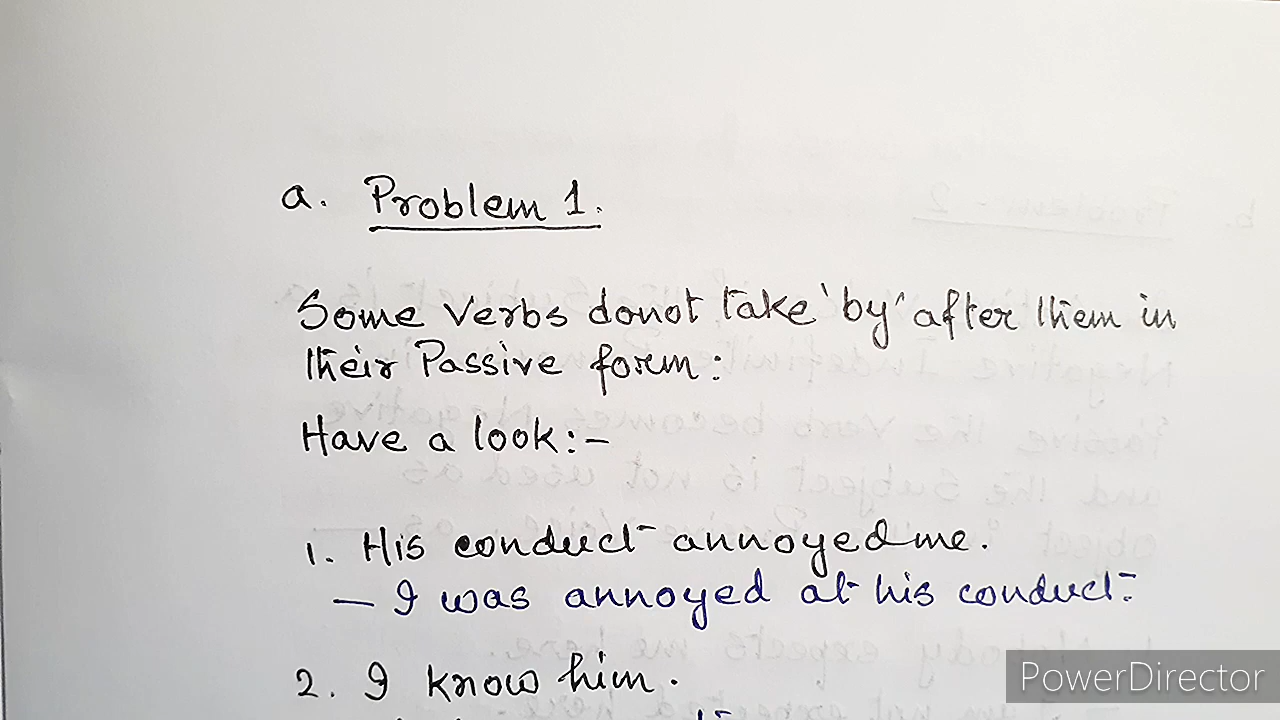 a. Problem 1.
Some Verbs donot take 'by' after them in
their Passive form:
Have a look:-
1. His conduct annoyed me.
— I was annoyed at his conduct.
2. I know him.
PowerDirector